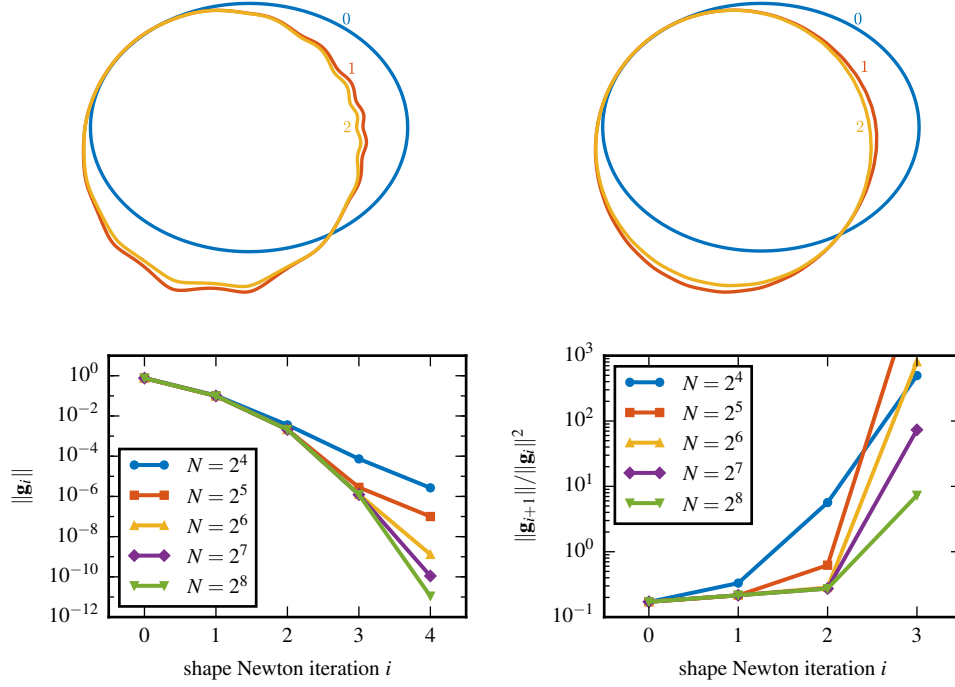 0
1
2
0
1
2
10^0
10^-2
10^-4
10^-6
10^-8
10^-10
10^-12
‖g_i‖
N = 2^4
N = 2^5
N = 2^6
N = 2^7
N = 2^8
0 1 2 3 4
shape Newton iteration i
10^3
10^2
10^1
10^0
10^-1
‖g_{i+1}‖/‖g_i‖^2
N = 2^4
N = 2^5
N = 2^6
N = 2^7
N = 2^8
0 1 2 3
shape Newton iteration i